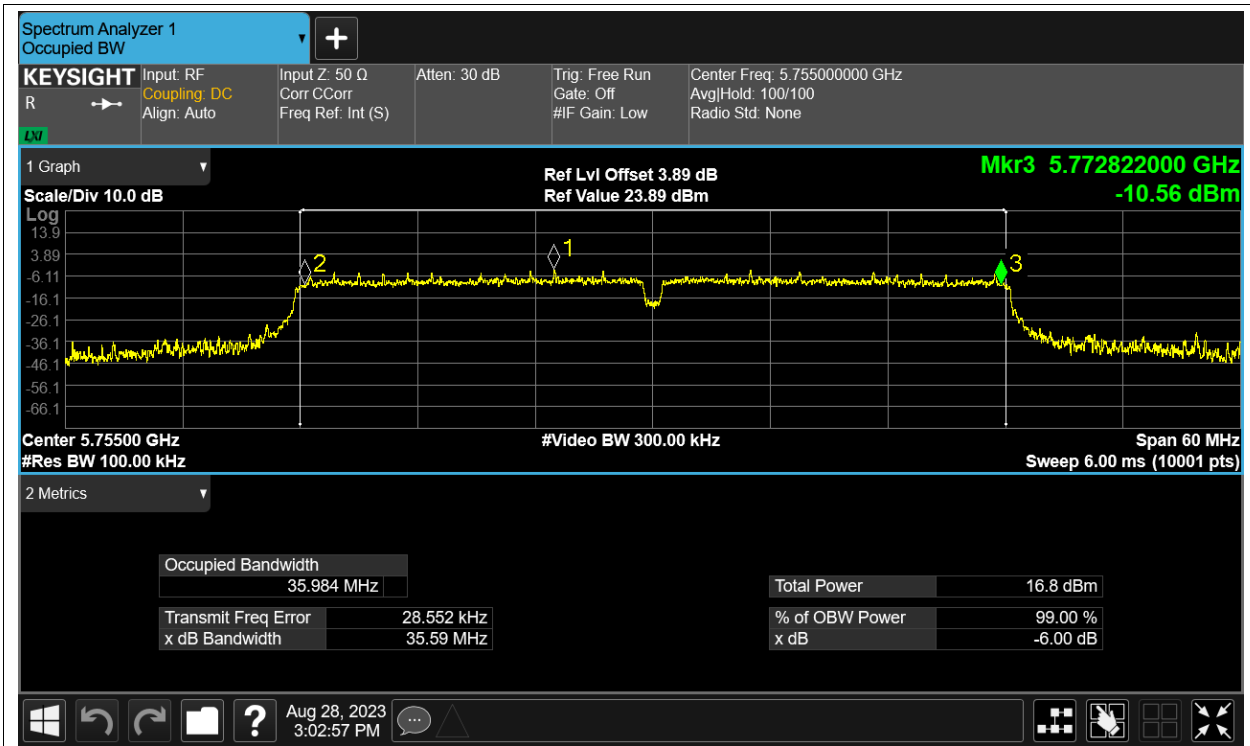 Spectrum Analyzer 1
Occupied BW
KEYSIGHT
R
LXI
Input: RF
Coupling: DC
Align: Auto
Input Z: 50 Ω
Corr CCorr
Freq Ref: Int (S)
Atten: 30 dB
Trig: Free Run
Gate: Off
#IF Gain: Low
Center Freq: 5.755000000 GHz
Avg|Hold: 100/100
Radio Std: None
1 Graph
Scale/Div 10.0 dB
Ref Lvl Offset 3.89 dB
Ref Value 23.89 dBm
Mkr3 5.772822000 GHz
-10.56 dBm
Log
13.9
3.89
-6.11
-16.1
-26.1
-36.1
-46.1
-56.1
-66.1
2
1
3
Center 5.75500 GHz
#Video BW 300.00 kHz
Span 60 MHz
#Res BW 100.00 kHz
Sweep 6.00 ms (10001 pts)
2 Metrics
Occupied Bandwidth
35.984 MHz
Transmit Freq Error 28.552 kHz
x dB Bandwidth 35.59 MHz
Total Power 16.8 dBm
% of OBW Power 99.00 %
x dB -6.00 dB
?
Aug 28, 2023
3:02:57 PM